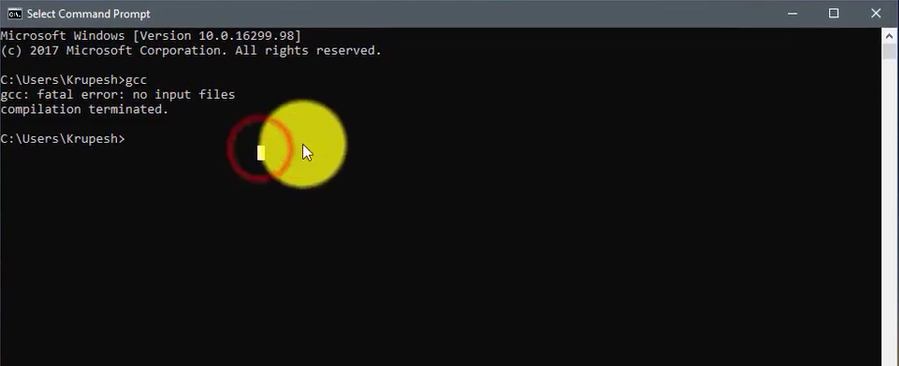 Select Command Prompt
Microsoft Windows [Version 10.0.16299.98]
(c) 2017 Microsoft Corporation. All rights reserved.
C:\Users\Krupesh>gcc
gcc: fatal error: no input files
compilation terminated.
C:\Users\Krupesh>